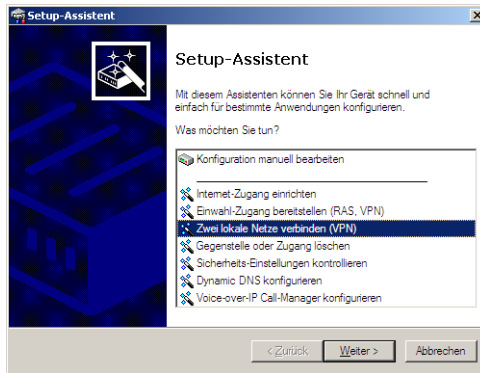 Setup-Assistent
Setup-Assistent
Mit diesem Assistenten können Sie Ihr Gerät schnell und
einfach für bestimmte Anwendungen konfigurieren.
Was möchten Sie tun?
Konfiguration manuell bearbeiten
Internet-Zugang einrichten
Einwahl-Zugang bereitstellen (RAS, VPN)
Zwei lokale Netze verbinden (VPN)
Gegenstelle oder Zugang löschen
Sicherheits-Einstellungen kontrollieren
Dynamic DNS konfigurieren
Voice-over-IP Call-Manager konfigurieren
< Zurück Weiter > Abbrechen